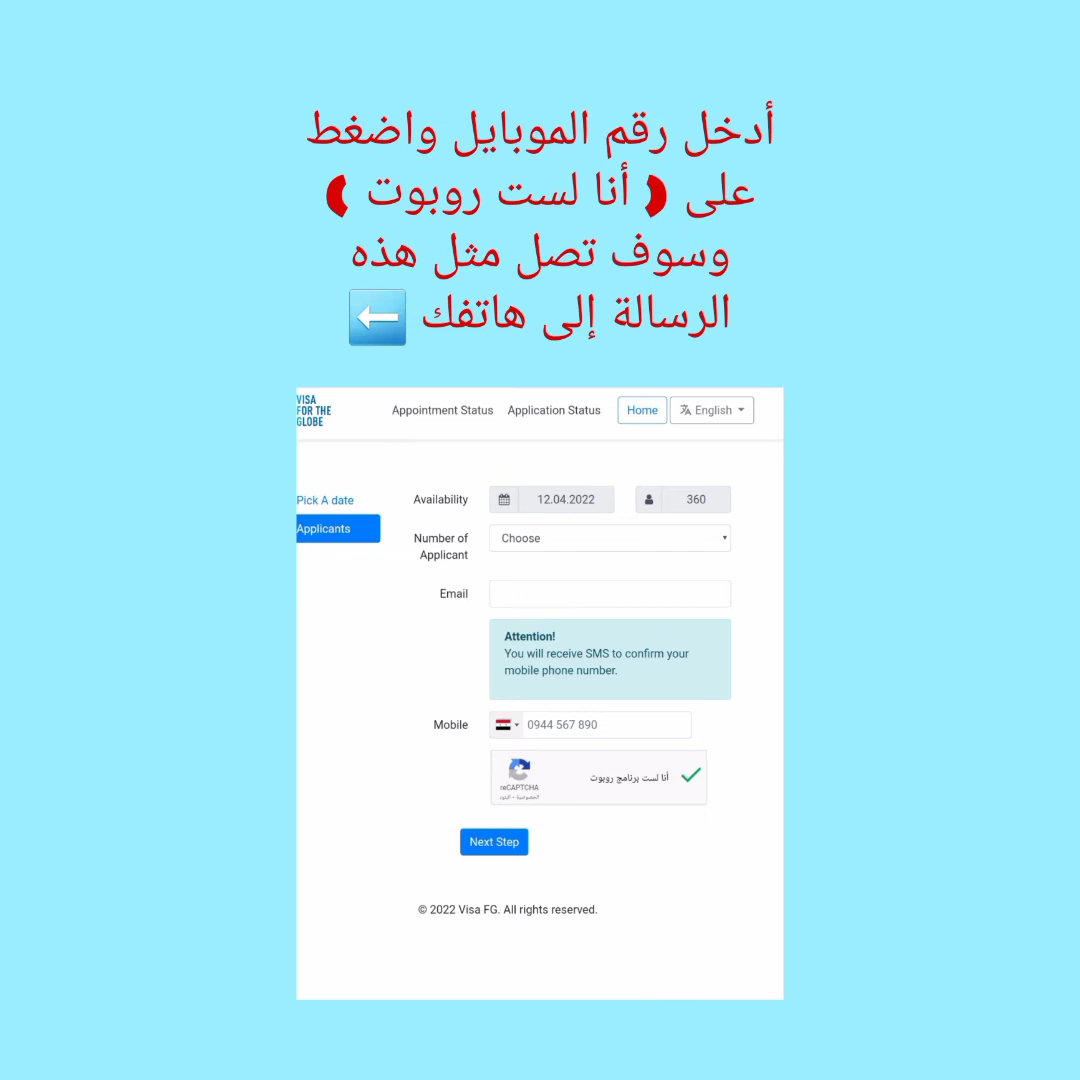 أدخل رقم الموبايل واضغط
على ( أنا لست روبوت )
وسوف تصل مثل هذه
الرسالة إلى هاتفك ⬅️
VISA
FOR THE
GLOBE
Appointment Status Application Status Home English
Pick A date
Applicants
Availability 12.04.2022 360
Number of
Applicant
Choose
Email
Attention!
You will receive SMS to confirm your
mobile phone number.
Mobile 0944 567 890
أنا لست برنامج روبوت
reCAPTCHA
الخصوصية - البنود
Next Step
© 2022 Visa FG. All rights reserved.